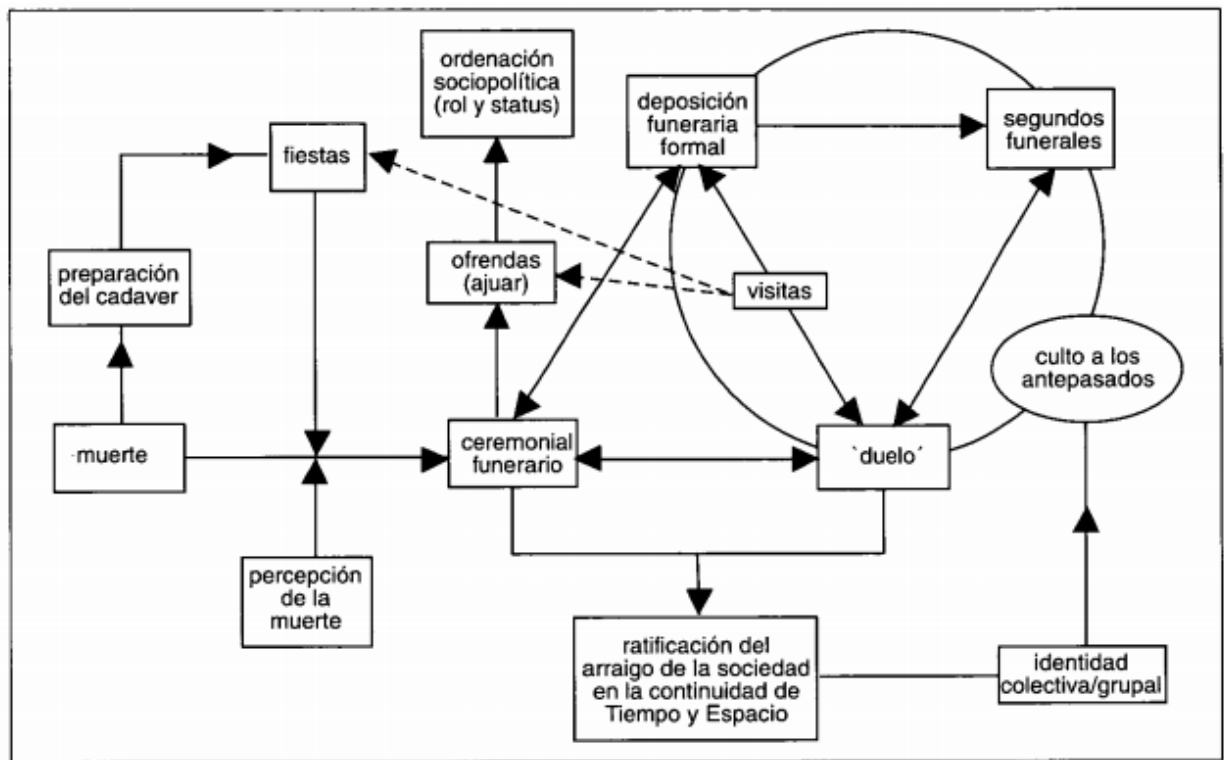 ordenación
sociopolítica
(rol y status)
deposición
funeraria
formal
segundos
funerales
fiestas
preparación
del cadaver
ofrendas
(ajuar)
visitas
culto a los
antepasados
muerte
ceremonial
funerario
`duelo´
percepción
de la
muerte
ratificación del
arraigo de la sociedad
en la continuidad de
Tiempo y Espacio
identidad
colectiva/grupal